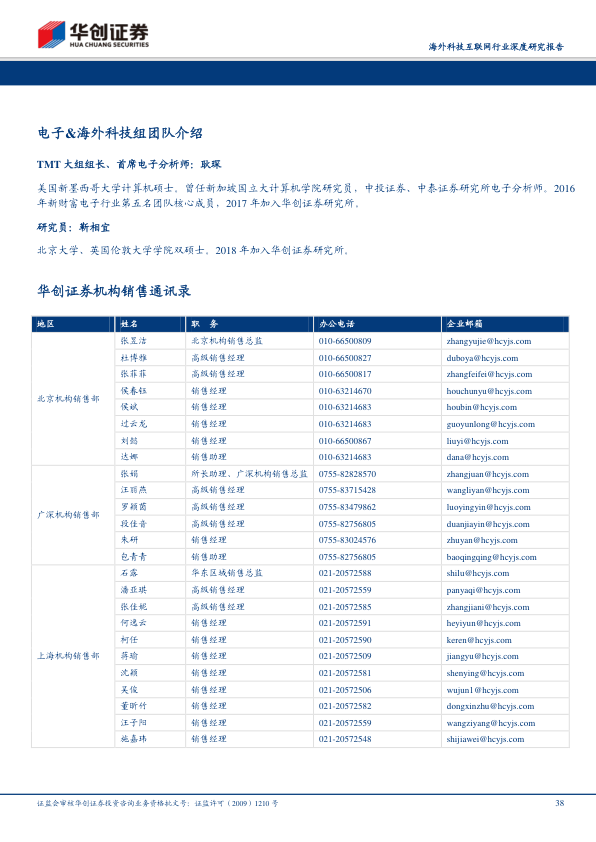 华创证券
HUA CHUANG SECURITIES
海外科技互联网行业深度研究报告
电子&海外科技组团队介绍
TMT 大组组长、首席电子分析师：耿琛
美国新墨西哥大学计算机硕士。曾任新加坡国立大计算机学院研究员，中投证券、中泰证券研究所电子分析师。2016
年新财富电子行业第五名团队核心成员，2017 年加入华创证券研究所。
研究员：靳相宜
北京大学、英国伦敦大学学院双硕士。2018 年加入华创证券研究所。
华创证券机构销售通讯录
地区 姓名 职 务 办公电话 企业邮箱
北京机构销售部
张昱洁 北京机构销售总监 010-66500809 zhangyujie@hcyjs.com
杜博雅 高级销售经理 010-66500827 duboya@hcyjs.com
张菲菲 高级销售经理 010-66500817 zhangfeifei@hcyjs.com
侯春钰 销售经理 010-63214670 houchunyu@hcyjs.com
侯斌 销售经理 010-63214683 houbin@hcyjs.com
过云龙 销售经理 010-63214683 guoyunlong@hcyjs.com
刘懿 销售经理 010-66500867 liuyi@hcyjs.com
达娜 销售助理 010-63214683 dana@hcyjs.com
广深机构销售部
张娟 所长助理、广深机构销售总监 0755-82828570 zhangjuan@hcyjs.com
汪丽燕 高级销售经理 0755-83715428 wangliyan@hcyjs.com
罗颖茵 高级销售经理 0755-83479862 luoyingyin@hcyjs.com
段佳音 高级销售经理 0755-82756805 duanjiayin@hcyjs.com
朱研 销售经理 0755-83024576 zhuyan@hcyjs.com
包青青 销售助理 0755-82756805 baoqingqing@hcyjs.com
上海机构销售部
石露 华东区域销售总监 021-20572588 shilu@hcyjs.com
潘亚琪 高级销售经理 021-20572559 panyaqi@hcyjs.com
张佳妮 高级销售经理 021-20572585 zhangjiani@hcyjs.com
何逸云 销售经理 021-20572591 heyiyun@hcyjs.com
柯任 销售经理 021-20572590 keren@hcyjs.com
蒋瑜 销售经理 021-20572509 jiangyu@hcyjs.com
沈颖 销售经理 021-20572581 shenying@hcyjs.com
吴俊 销售经理 021-20572506 wujun1@hcyjs.com
董昕竹 销售经理 021-20572582 dongxinzhu@hcyjs.com
汪子阳 销售经理 021-20572559 wangziyang@hcyjs.com
施嘉玮 销售经理 021-20572548 shijiawei@hcyjs.com
证监会审核华创证券投资咨询业务资格批文号：证监许可（2009）1210 号
38